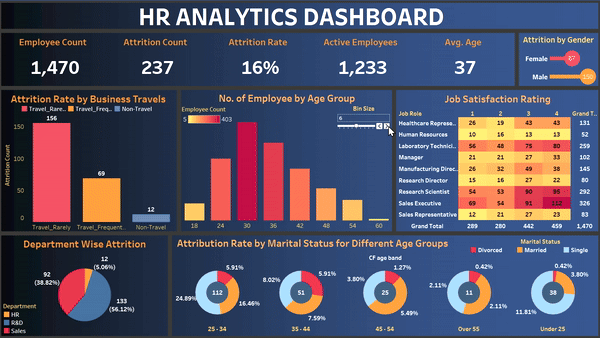 HR ANALYTICS DASHBOARD
Employee Count
Attrition Count
Attrition Rate
Active Employees
Avg. Age
1,470
237
16%
1,233
37
Attrition by Gender
Female
87
Male
150
Attrition Rate by Business Travels
Travel_Rare..
Travel_Freq..
Non-Travel
Attrition Count
150
100
50
0
156
69
12
Travel_Rarely
Travel_Frequent..
Non-Travel
No. of Employee by Age Group
Employee Count
5
403
Bin Size
6
18
24
30
36
42
48
54
60
Job Satisfaction Rating
Job Role 1 2 3 4 Grand T..
Healthcare Represe.. 26 19 43 43 131
Human Resources 10 16 13 13 52
Laboratory Technici.. 56 48 75 80 259
Manager 21 21 27 33 102
Manufacturing Direc.. 26 32 49 38 145
Research Director 15 16 27 22 80
Research Scientist 54 53 90 95 292
Sales Executive 69 54 91 112 326
Sales Representative 12 21 27 23 83
Grand Total 289 280 442 459 1,470
Department Wise Attrition
12
(5.06%)
92
(38.82%)
133
(56.12%)
Department
HR
R&D
Sales
Attribution Rate by Marital Status for Different Age Groups
CF age band
Marital Status
Divorced
Married
Single
5.91%
112
24.89%
16.46%
25 - 34
8.02%
5.91%
51
7.59%
35 - 44
1.27%
3.80%
25
5.49%
45 - 54
0.42%
2.11%
11
2.11%
Over 55
0.42%
3.80%
38
11.81%
Under 25